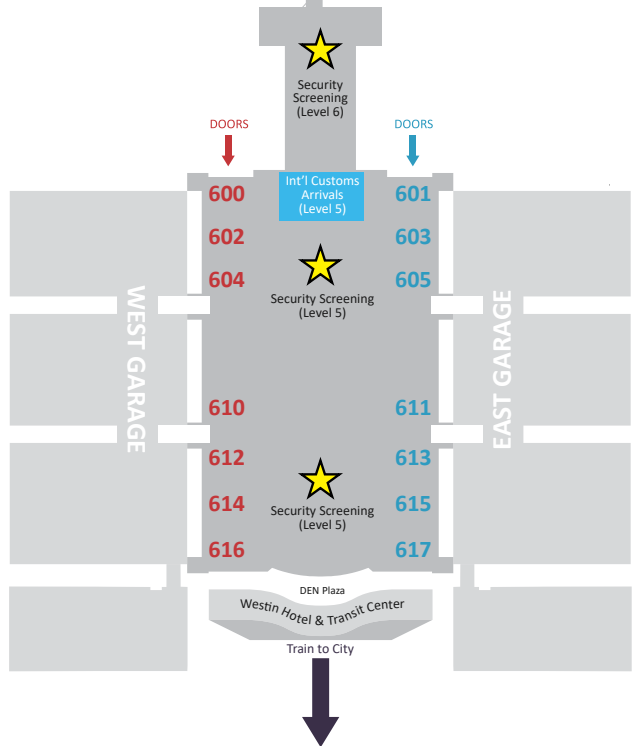 Security
Screening
(Level 6)
DOORS
DOORS
Int'l Customs
Arrivals
(Level 5)
600
601
602
603
604
605
Security Screening
(Level 5)
WEST GARAGE
EAST GARAGE
610
611
612
613
614
615
Security Screening
(Level 5)
616
617
DEN Plaza
Westin Hotel & Transit Center
Train to City